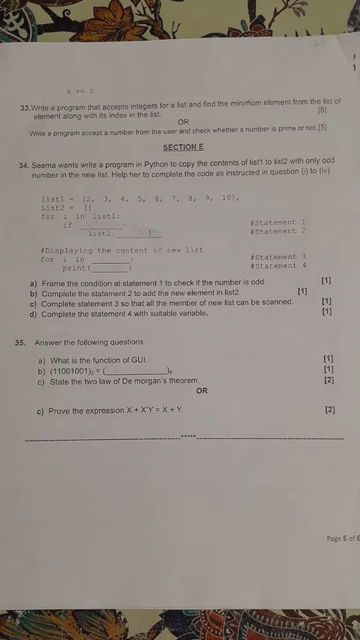 A += 2
33.Write a program that accepts integers for a list and find the minimum element from the list of
element along with its index in the list. [5]
OR
Write a program accept a number from the user and check whether a number is prime or not.[5]
SECTION E
34. Seema wants write a program in Python to copy the contents of list1 to list2 with only odd
number in the new list. Help her to complete the code as instructed in question (i) to (iv)
list1 = [2, 3, 4, 5, 6, 7, 8, 9, 10],
List2 = []
for i in list1:
if ________: #Statement 1
list2.________ #Statement 2
#Displaying the content of new list
for i in ________: #Statement 3
print(________) #Statement 4
a) Frame the condition at statement 1 to check if the number is odd. [1]
b) Complete the statement 2 to add the new element in list2. [1]
c) Complete statement 3 so that all the member of new list can be scanned. [1]
d) Complete the statement 4 with suitable variable. [1]
35. Answer the following questions.
a) What is the function of GUI. [1]
b) (11001001)₂ = (____________)₈ [1]
c) State the two law of De morgan's theorem. [2]
OR
c) Prove the expression X + X'Y = X + Y. [2]
*****
Page 6 of 6